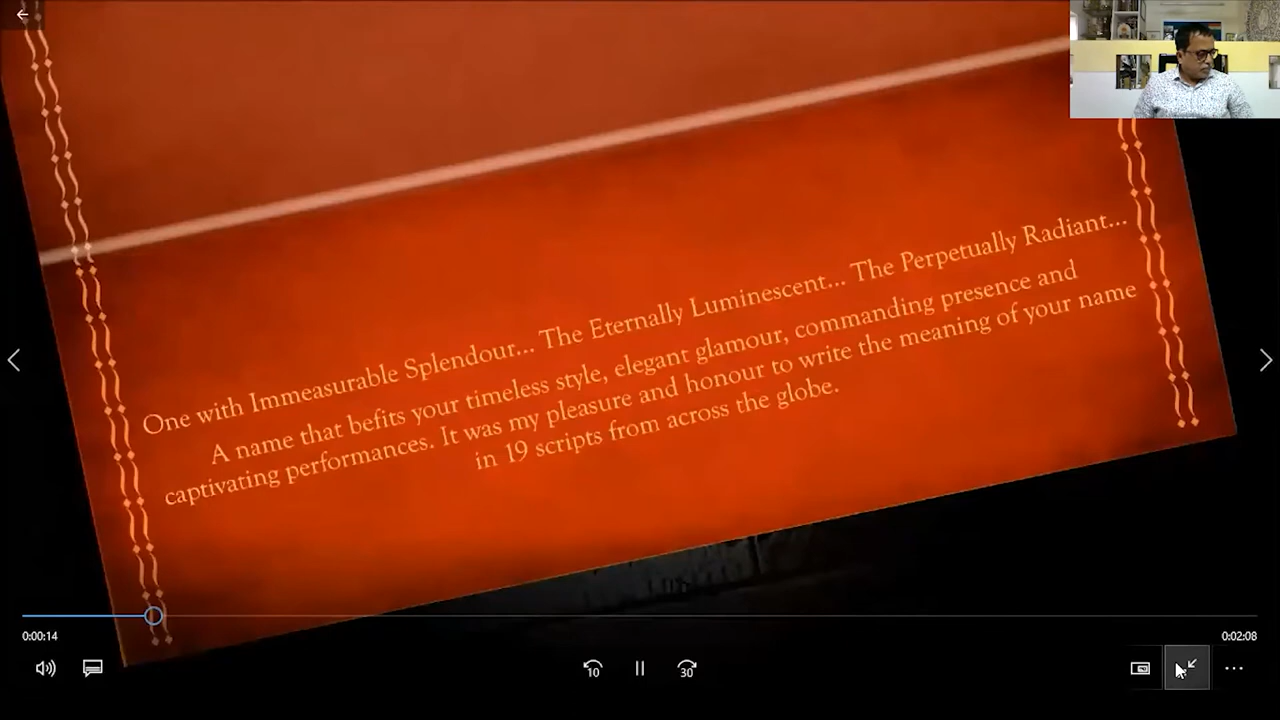 One with Immeasurable Splendour... The Eternally Luminescent... The Perpetually Radiant...
A name that befits your timeless style, elegant glamour, commanding presence and
captivating performances. It was my pleasure and honour to write the meaning of your name
in 19 scripts from across the globe.
0:00:14
0:02:08
10
30